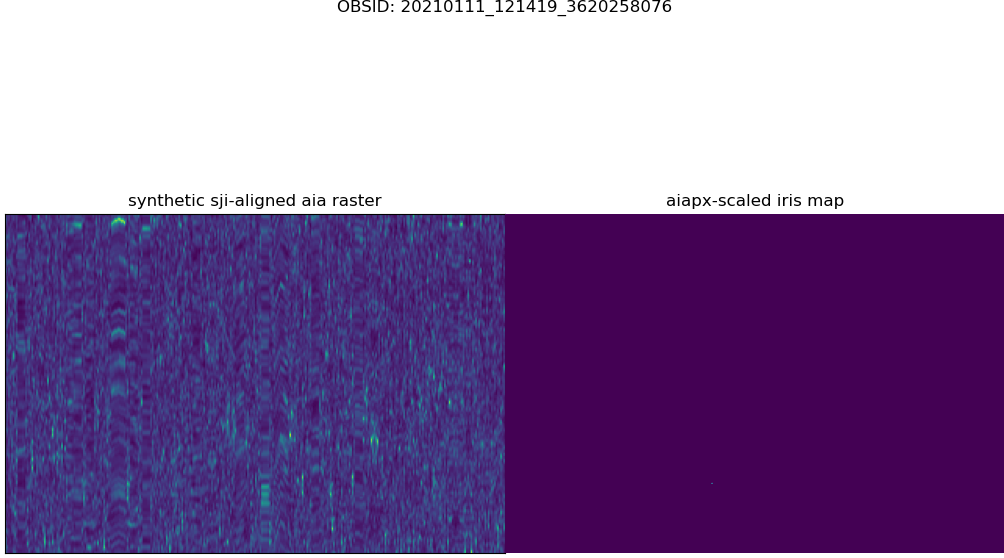 OBSID: 20210111_121419_3620258076
synthetic sji-aligned aia raster
aiapx-scaled iris map